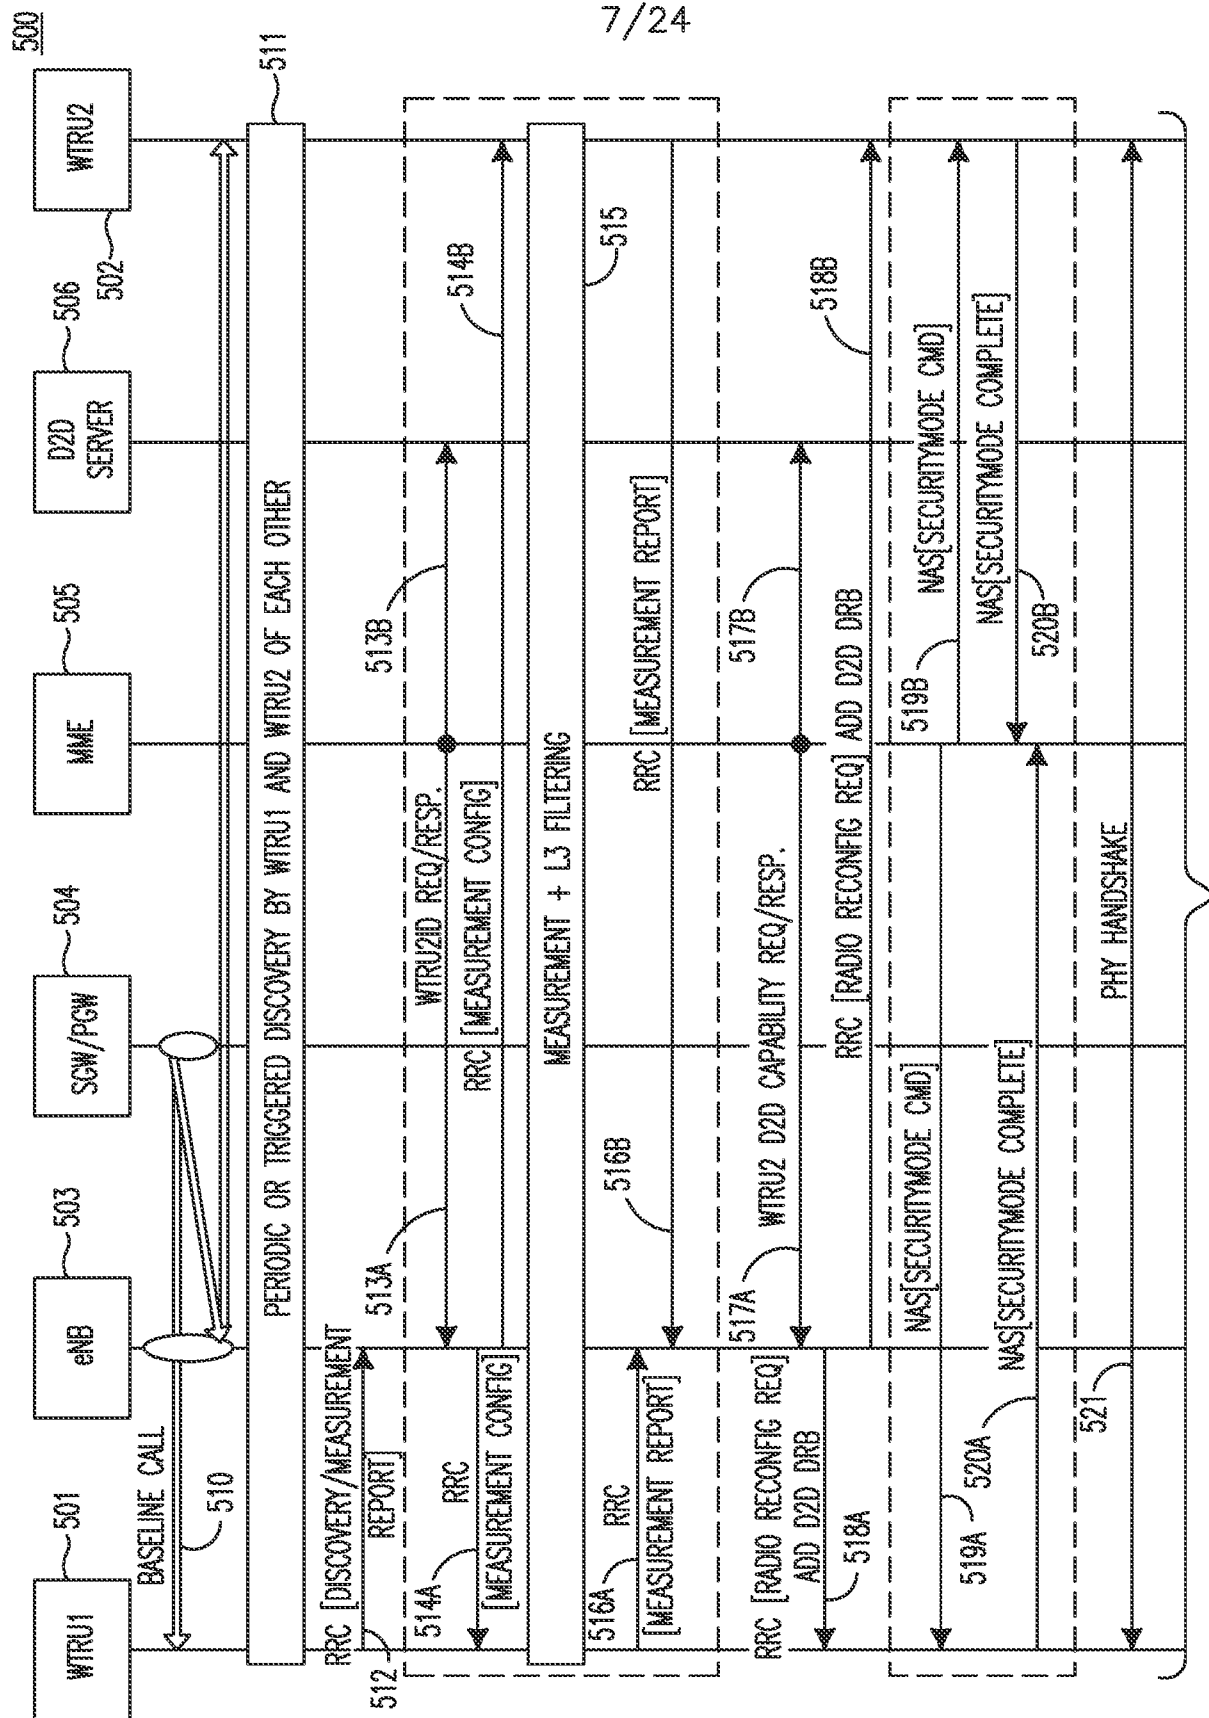 7/24
500
WTRU1
501
eNB
503
SGW/PGW
504
MME
505
D2D
SERVER
506
WTRU2
502
BASELINE CALL
510
PERIODIC OR TRIGGERED DISCOVERY BY WTRU1 AND WTRU2 OF EACH OTHER
511
RRC [DISCOVERY/MEASUREMENT
REPORT]
512
513A
WTRU2ID REQ/RESP.
513B
514A
RRC
[MEASUREMENT CONFIG]
RRC [MEASUREMENT CONFIG]
514B
MEASUREMENT + L3 FILTERING
515
516A
RRC
[MEASUREMENT REPORT]
516B
RRC [MEASUREMENT REPORT]
517A
WTRU2 D2D CAPABILITY REQ/RESP.
517B
RRC [RADIO RECONFIG REQ]
ADD D2D DRB
518A
RRC [RADIO RECONFIG REQ] ADD D2D DRB
518B
NAS[SECURITYMODE CMD]
519A
519B
NAS[SECURITYMODE CMD]
NAS[SECURITYMODE COMPLETE]
520B
520A
NAS[SECURITYMODE COMPLETE]
521
PHY HANDSHAKE